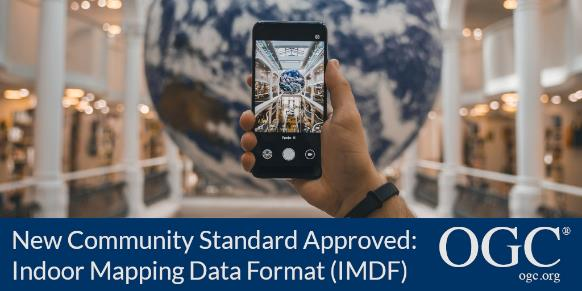 New Community Standard Approved:
Indoor Mapping Data Format (IMDF)
OGC®
ogc.org